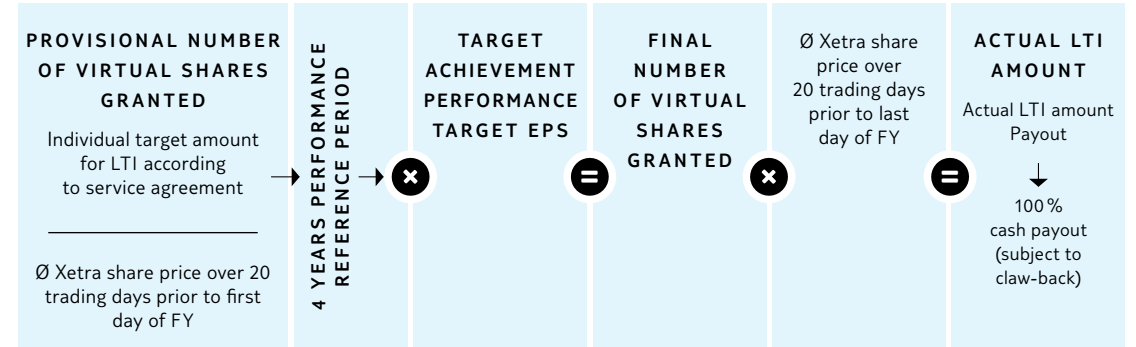 PROVISIONAL NUMBER
OF VIRTUAL SHARES
GRANTED
Individual target amount
for LTI according
to service agreement
Ø Xetra share price over 20
trading days prior to first
day of FY
4 YEARS PERFORMANCE
REFERENCE PERIOD
×
TARGET
ACHIEVEMENT
PERFORMANCE
TARGET EPS
=
FINAL
NUMBER
OF VIRTUAL
SHARES
GRANTED
×
Ø Xetra share
price over
20 trading days
prior to last
day of FY
=
ACTUAL LTI
AMOUNT
Actual LTI amount
Payout
100 %
cash payout
(subject to
claw-back)